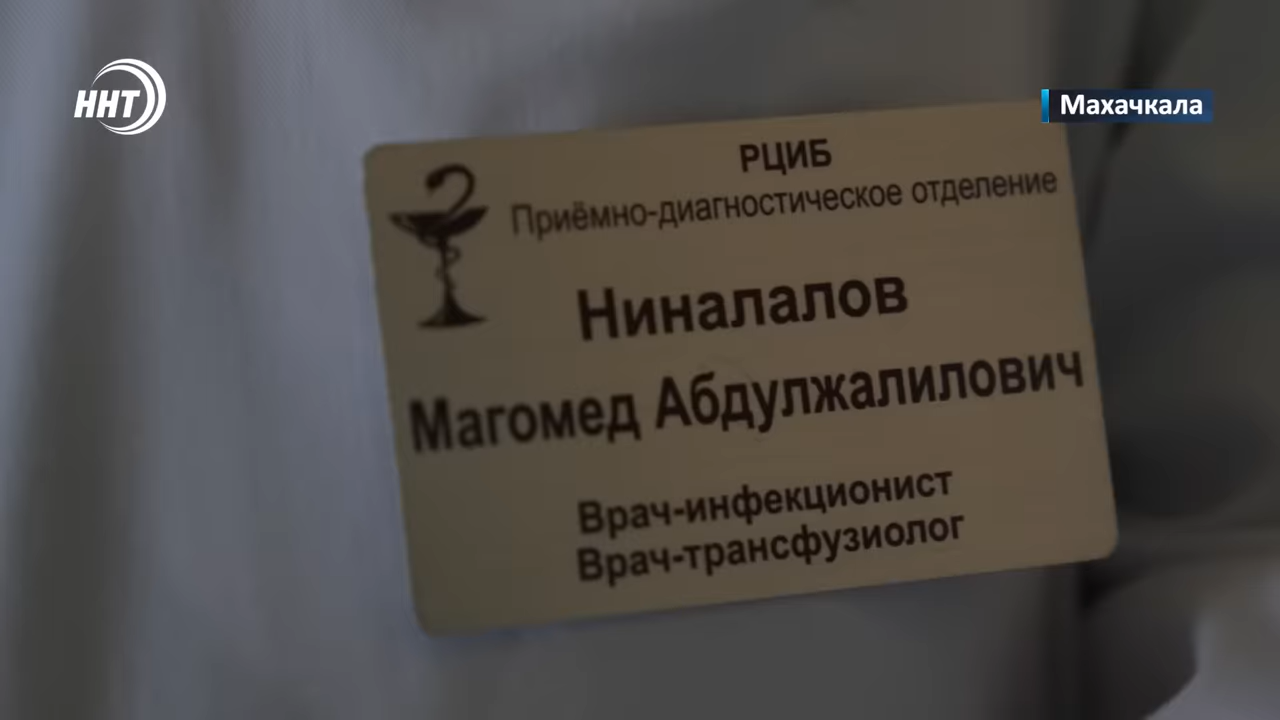 ННТ
Махачкала
РЦИБ
Приёмно-диагностическое отделение
Ниналалов
Магомед Абдулжалилович
Врач-инфекционист
Врач-трансфузиолог